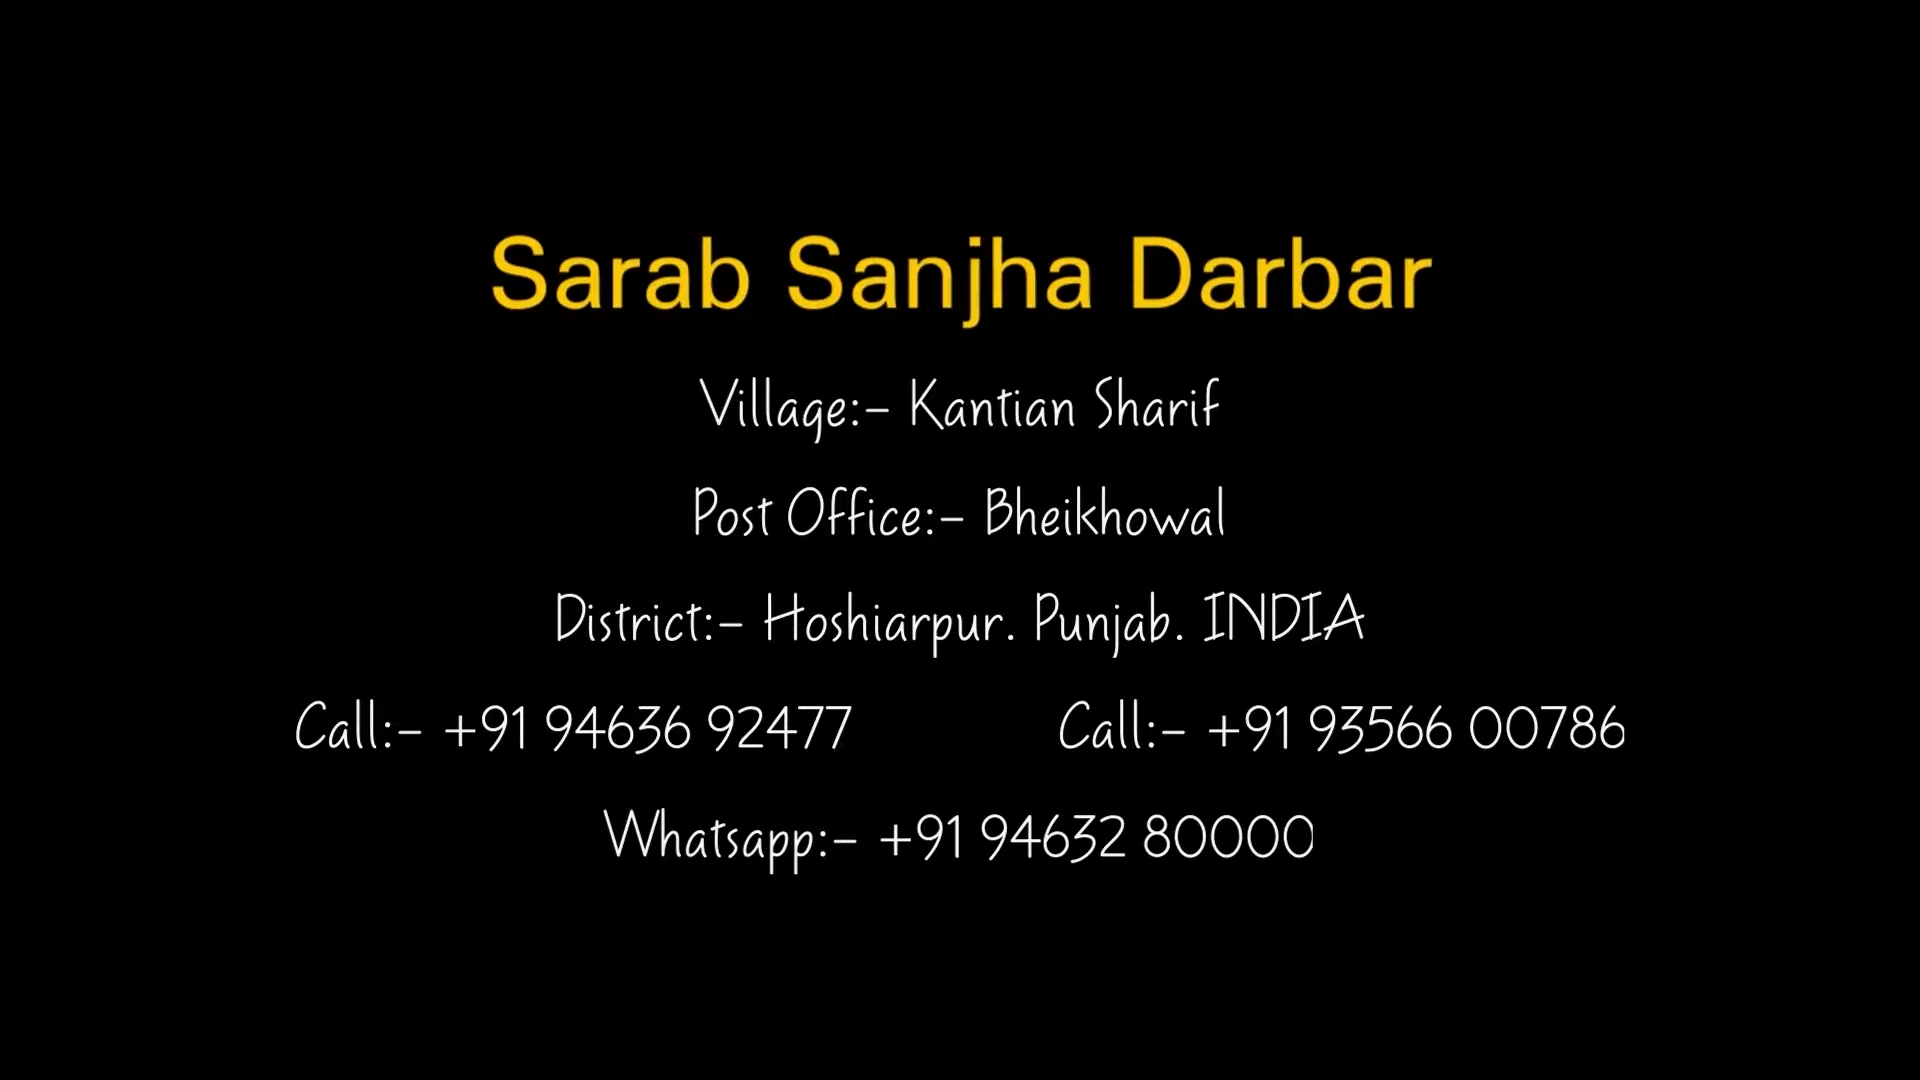 Sarab Sanjha Darbar
Village:- Kantian Sharif
Post Office:- Bheikhowal
District:- Hoshiarpur. Punjab. INDIA
Call:- +91 94636 92477 Call:- +91 93566 00786
Whatsapp:- +91 94632 80000